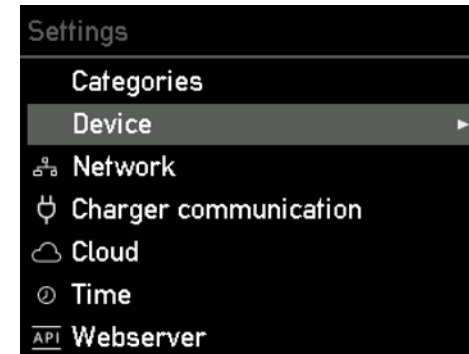 Settings
Categories
Device
Network
Charger communication
Cloud
Time
API Webserver